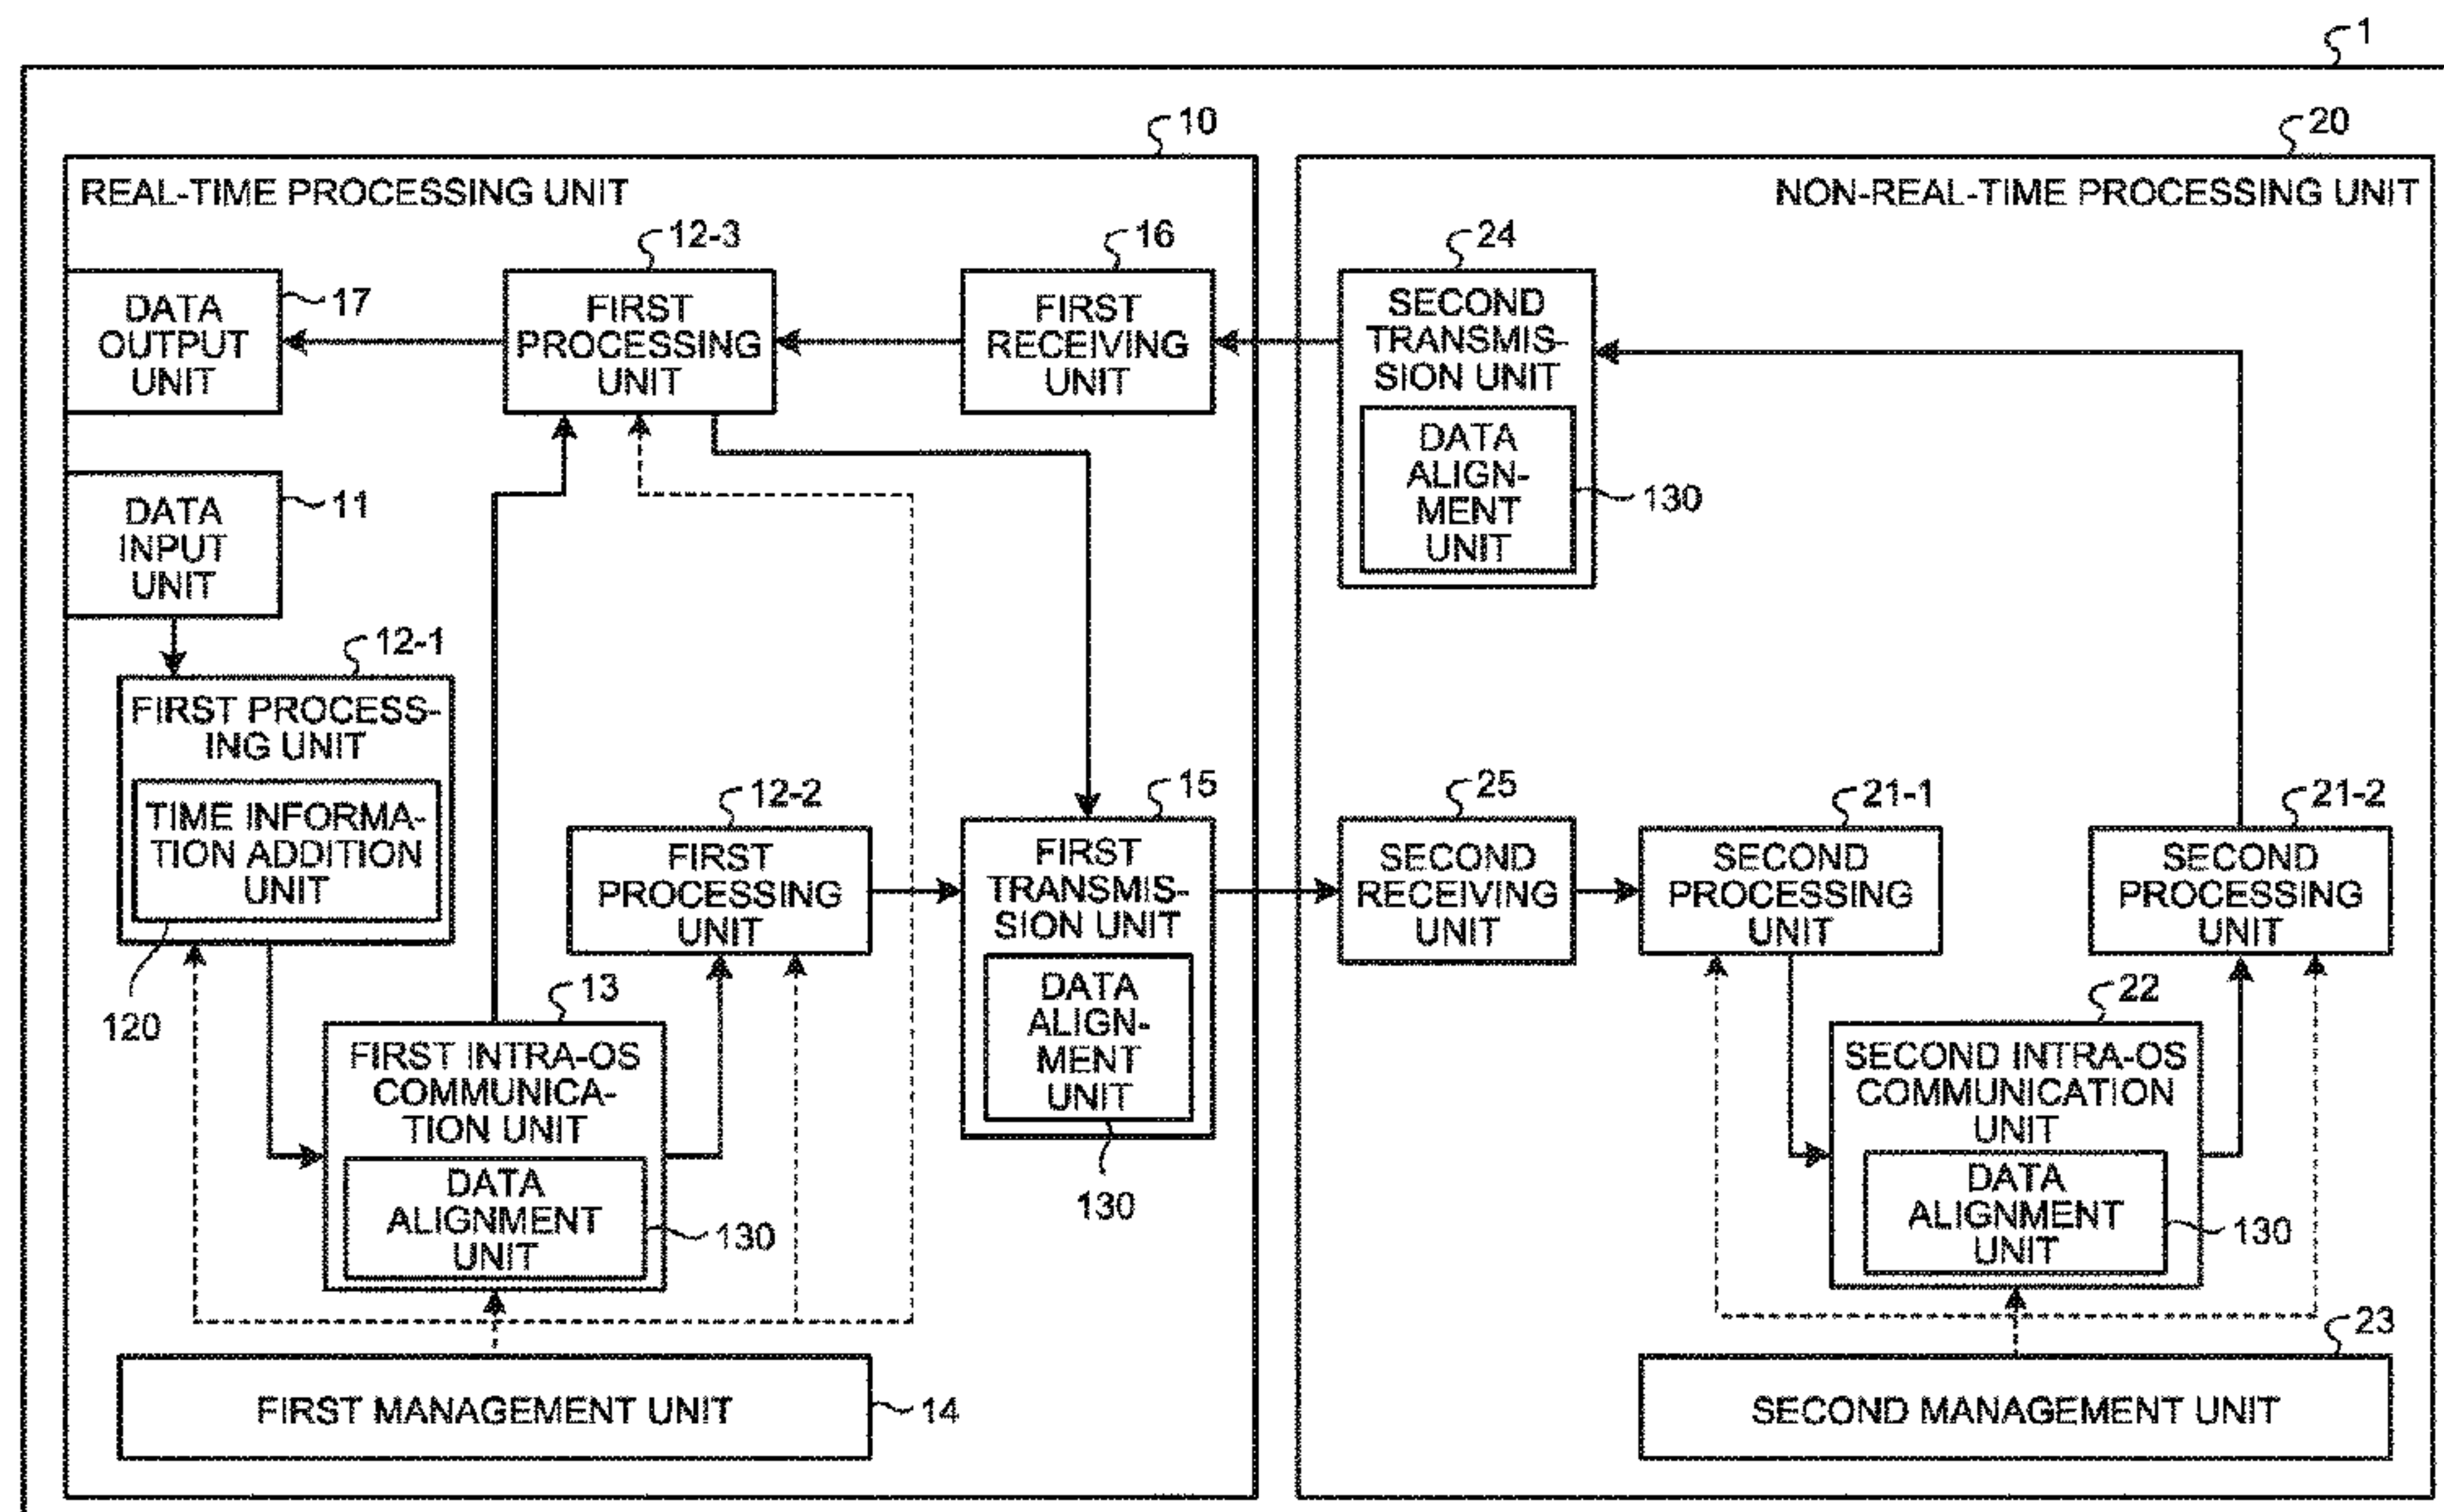 1
10
20
REAL-TIME PROCESSING UNIT
NON-REAL-TIME PROCESSING UNIT
12-3
16
24
DATA
OUTPUT
UNIT
17
FIRST
PROCESSING
UNIT
FIRST
RECEIVING
UNIT
SECOND
TRANSMIS-
SION UNIT
DATA
ALIGN-
MENT
UNIT
130
DATA
INPUT
UNIT
11
12-1
FIRST PROCESS-
ING UNIT
TIME INFORMA-
TION ADDITION
UNIT
120
12-2
FIRST
PROCESSING
UNIT
15
FIRST
TRANSMIS-
SION UNIT
DATA
ALIGN-
MENT
UNIT
130
25
SECOND
RECEIVING
UNIT
21-1
SECOND
PROCESSING
UNIT
21-2
SECOND
PROCESSING
UNIT
13
FIRST INTRA-OS
COMMUNICA-
TION UNIT
DATA
ALIGNMENT
UNIT
130
22
SECOND INTRA-OS
COMMUNICATION
UNIT
DATA
ALIGNMENT
UNIT
130
FIRST MANAGEMENT UNIT
14
23
SECOND MANAGEMENT UNIT